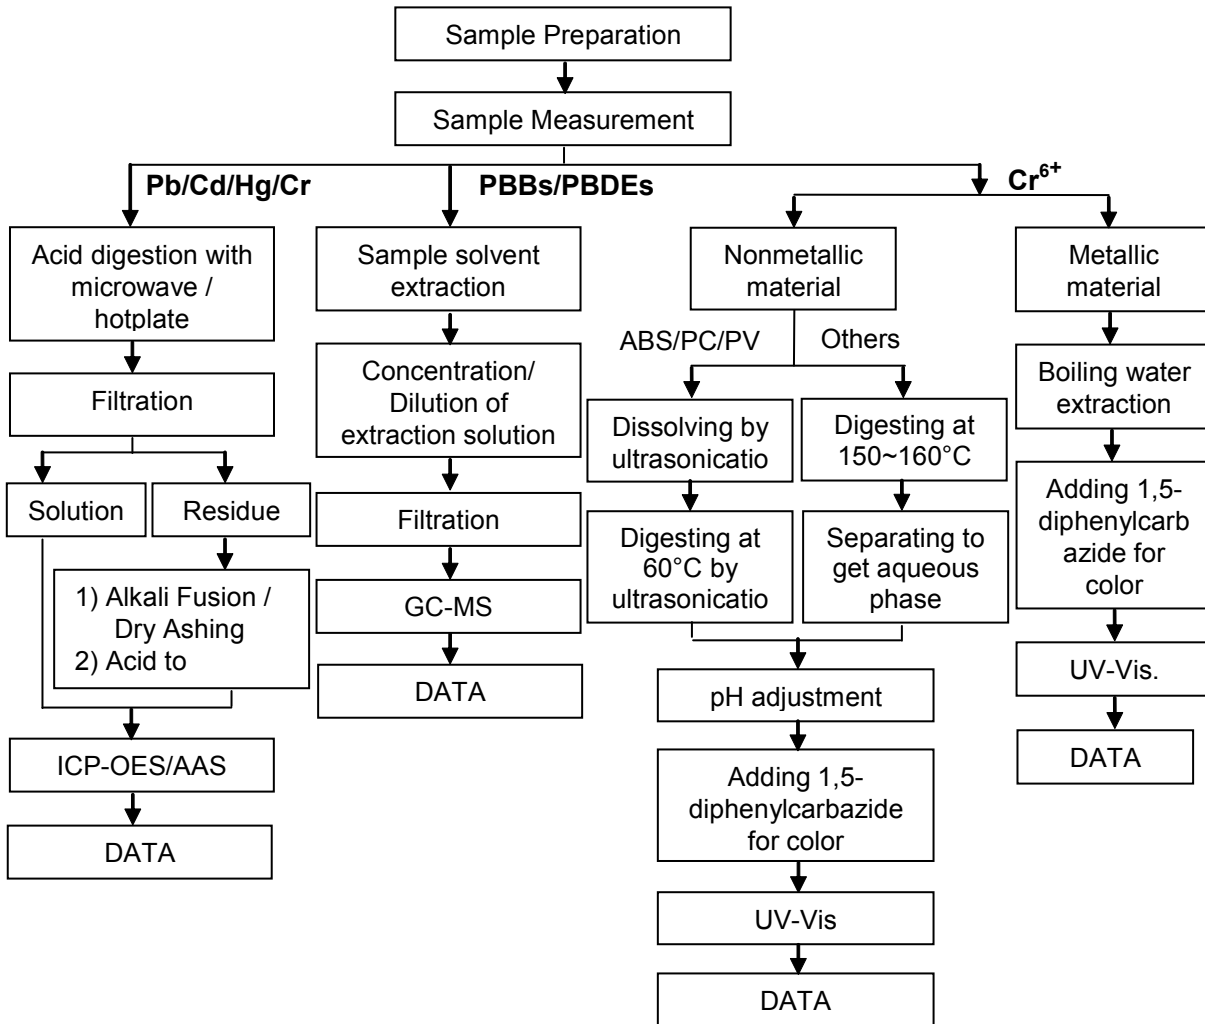 Sample Preparation
Sample Measurement
Pb/Cd/Hg/Cr
PBBs/PBDEs
Cr⁶⁺
Acid digestion with
microwave /
hotplate
Filtration
Solution
Residue
1) Alkali Fusion /
Dry Ashing
2) Acid to
ICP-OES/AAS
DATA
Sample solvent
extraction
Concentration/
Dilution of
extraction solution
Filtration
GC-MS
DATA
Nonmetallic
material
ABS/PC/PV
Others
Dissolving by
ultrasonicatio
Digesting at
60°C by
ultrasonicatio
Digesting at
150~160°C
Separating to
get aqueous
phase
pH adjustment
Adding 1,5-
diphenylcarbazide
for color
UV-Vis
DATA
Metallic
material
Boiling water
extraction
Adding 1,5-
diphenylcarb
azide for
color
UV-Vis.
DATA